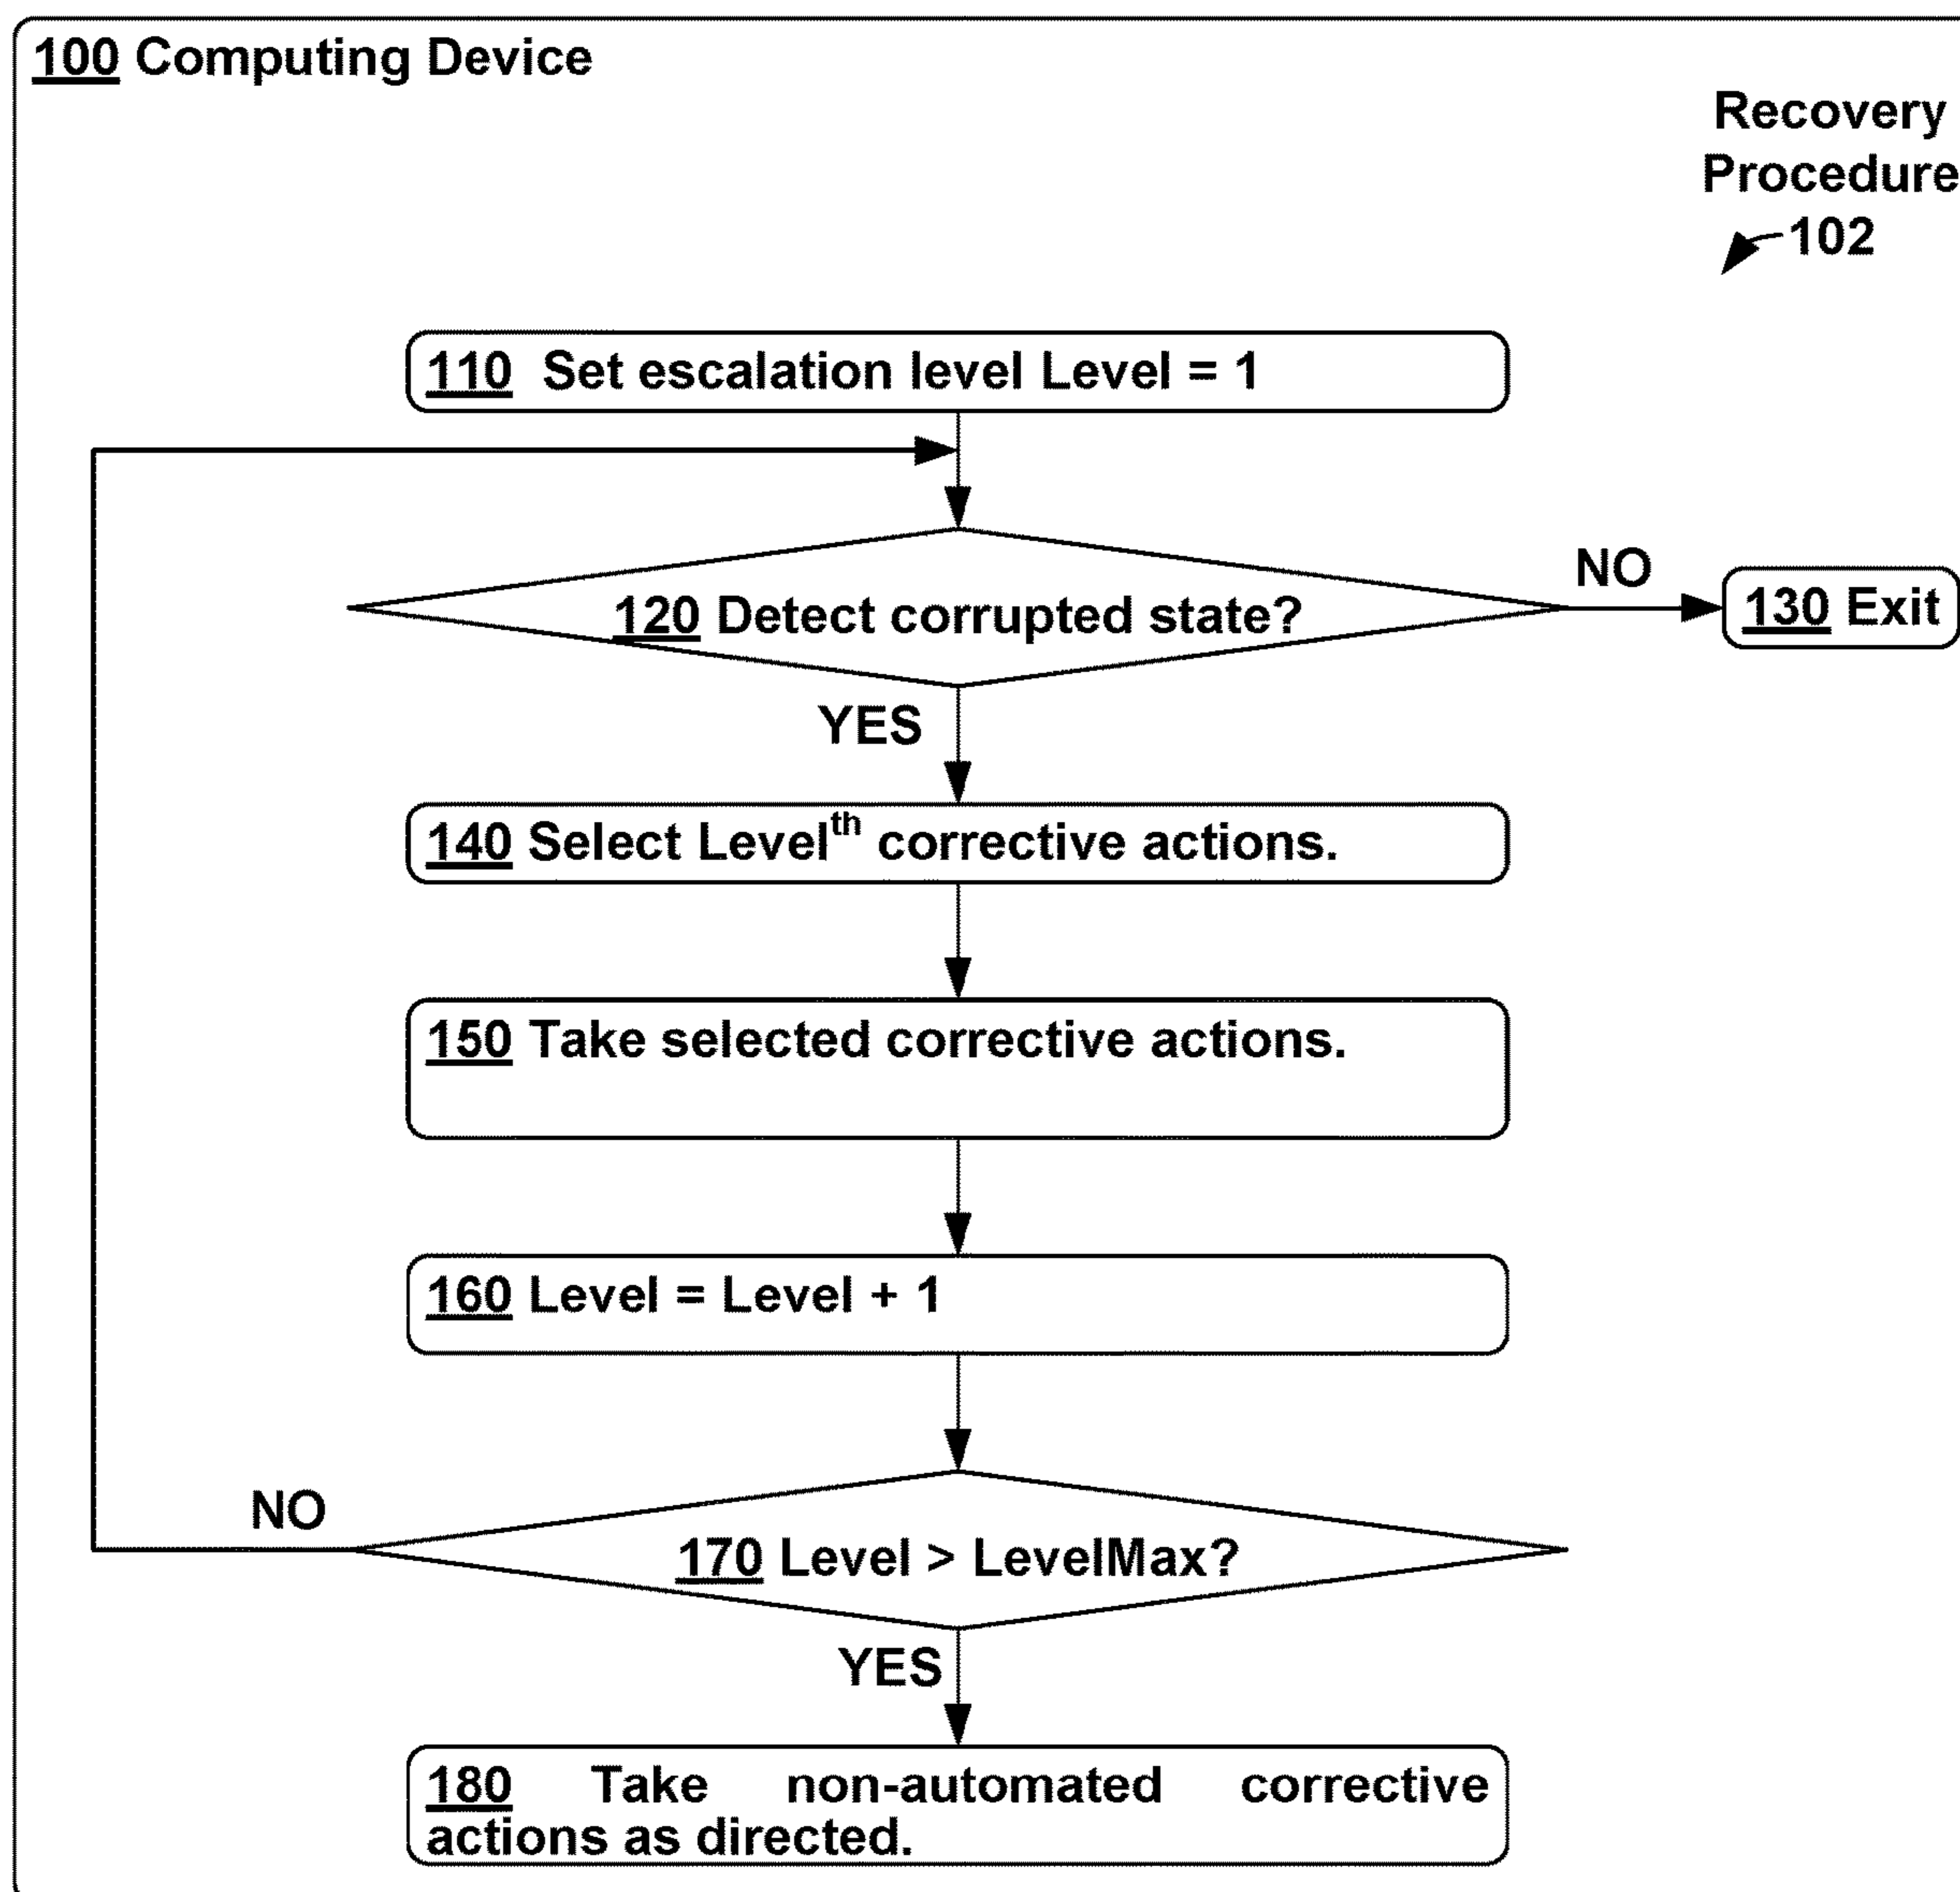 100 Computing Device
Recovery
Procedure
102
110 Set escalation level Level = 1
120 Detect corrupted state?
NO
130 Exit
YES
140 Select Levelth corrective actions.
150 Take selected corrective actions.
160 Level = Level + 1
NO
170 Level > LevelMax?
YES
180 Take non-automated corrective
actions as directed.